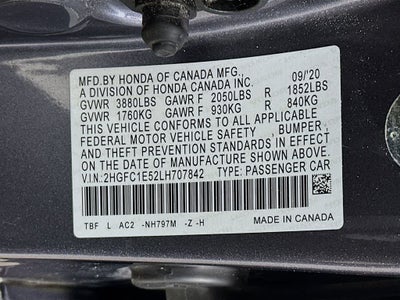 MFD.BY HONDA OF CANADA MFG., 09/'20
A DIVISION OF HONDA CANADA INC.
GVWR 3880LBS GAWR F 2050LBS R 1852LBS
GVWR 1760KG GAWR F 930KG R 840KG
THIS VEHICLE CONFORMS TO ALL APPLICABLE
FEDERAL MOTOR VEHICLE SAFETY , BUMPER,
AND THEFT PREVENTION STANDARDS IN EFFECT
ON THE DATE OF MANUFACTURE SHOWN ABOVE.
V.I.N.:2HGFC1E52LH707842 TYPE: PASSENGER CAR
TBF L AC2 -NH797M -Z -H MADE IN CANADA